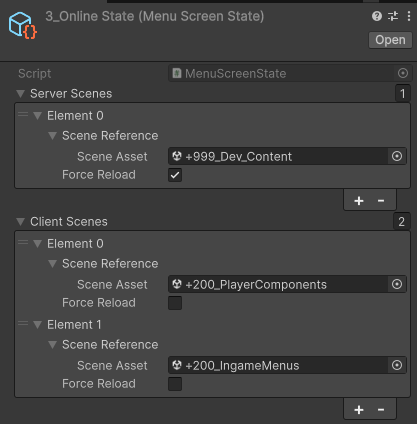 3_Online State (Menu Screen State)
Open
Script MenuScreenState
Server Scenes 1
Element 0
Scene Reference
Scene Asset +999_Dev_Content
Force Reload
+ -
Client Scenes 2
Element 0
Scene Reference
Scene Asset +200_PlayerComponents
Force Reload
Element 1
Scene Reference
Scene Asset +200_IngameMenus
Force Reload
+ -